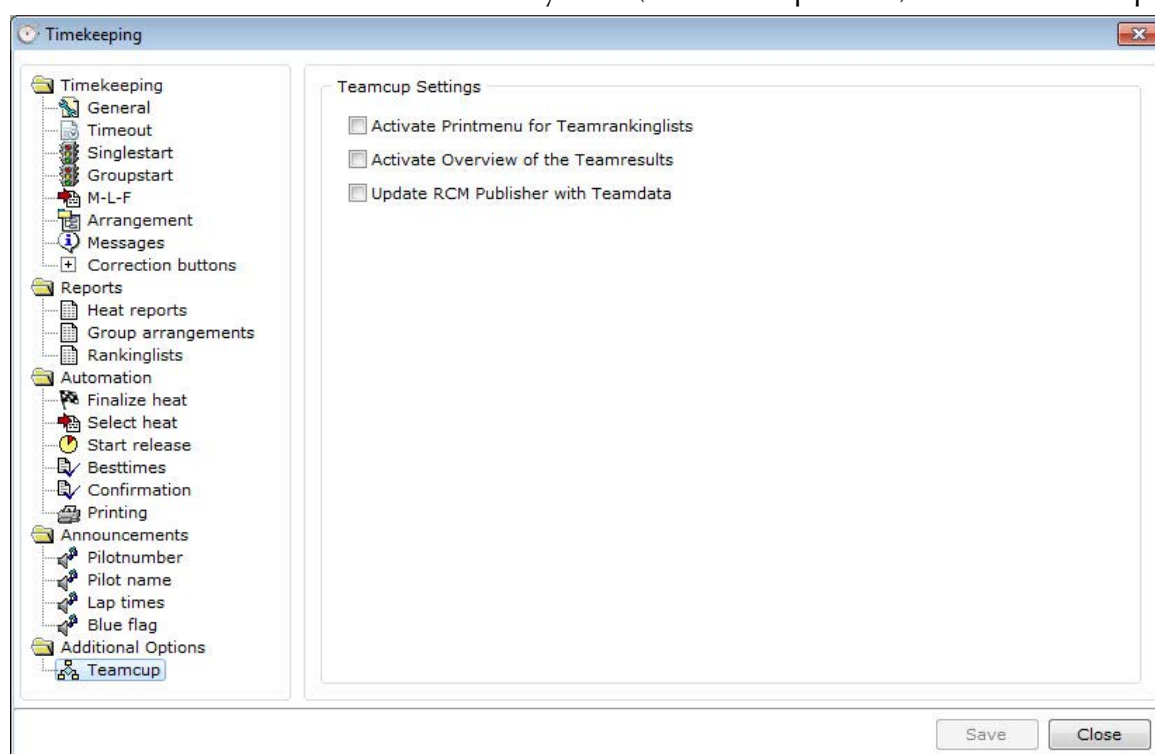 Timekeeping
Timekeeping
General
Timeout
Singlestart
Groupstart
M-L-F
Arrangement
Messages
Correction buttons
Reports
Heat reports
Group arrangements
Rankinglists
Automation
Finalize heat
Select heat
Start release
Besttimes
Confirmation
Printing
Announcements
Pilotnumber
Pilot name
Lap times
Blue flag
Additional Options
Teamcup
Teamcup Settings
Activate Printmenu for Teamrankinglists
Activate Overview of the Teamresults
Update RCM Publisher with Teamdata
Save
Close